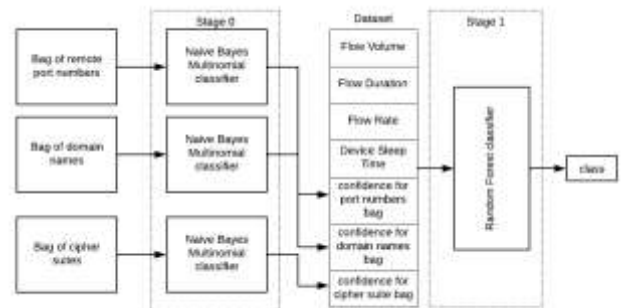 Stage 0
Dataset
Stage 1
Bag of remote
port numbers
Naive Bayes
Multinomial
classifier
Bag of domain
names
Naive Bayes
Multinomial
classifier
Bag of cipher
suites
Naive Bayes
Multinomial
classifier
Flow Volume
Flow Duration
Flow Rate
Device Sleep
Time
confidence for
port numbers
bag
confidence for
domain names
bag
confidence for
cipher suite bag
Random Forest classifier
class